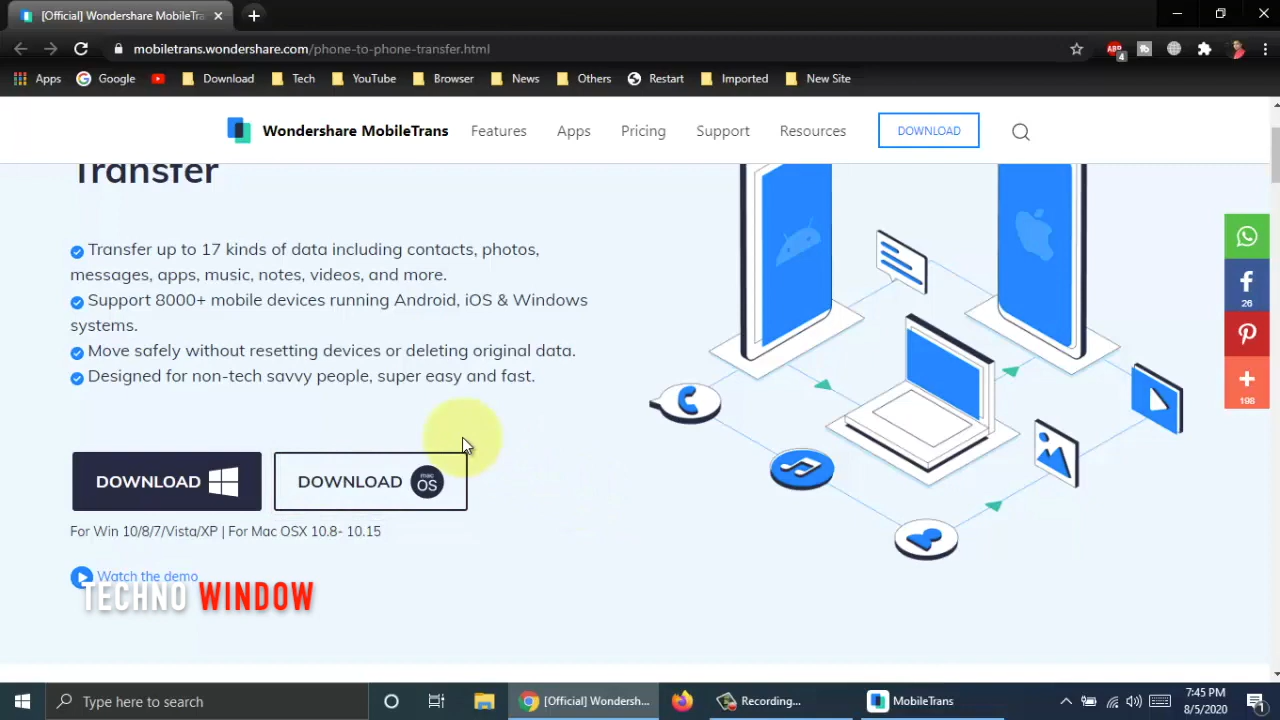 [Official] Wondershare MobileTra
mobiletrans.wondershare.com/phone-to-phone-transfer.html
ABP
4
Apps
Google
Download
Tech
YouTube
Browser
News
Others
Restart
Imported
New Site
Wondershare MobileTrans
Features
Apps
Pricing
Support
Resources
DOWNLOAD
Transfer
Transfer up to 17 kinds of data including contacts, photos,
messages, apps, music, notes, videos, and more.
Support 8000+ mobile devices running Android, iOS & Windows
systems.
Move safely without resetting devices or deleting original data.
Designed for non-tech savvy people, super easy and fast.
26
198
DOWNLOAD
DOWNLOAD
mac
OS
For Win 10/8/7/Vista/XP | For Mac OSX 10.8- 10.15
Watch the demo
TECHNO WINDOW
Type here to search
[Official] Wondersh...
Recording...
MobileTrans
7:45 PM
8/5/2020
1